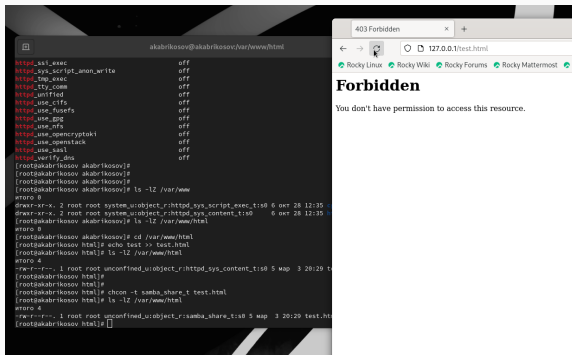 403 Forbidden
akabrikosov@akabrikosov:/var/www/html
127.0.0.1/test.html
Rocky Linux Rocky Wiki Rocky Forums Rocky Mattermost
Forbidden
You don't have permission to access this resource.
httpd_ssi_exec off
httpd_sys_script_anon_write off
httpd_tmp_exec off
httpd_tty_comm off
httpd_unified off
httpd_use_cifs off
httpd_use_fusefs off
httpd_use_gpg off
httpd_use_nfs off
httpd_use_opencryptoki off
httpd_use_openstack off
httpd_use_sasl off
httpd_verify_dns off
[root@akabrikosov akabrikosov]#
[root@akabrikosov akabrikosov]#
[root@akabrikosov akabrikosov]#
[root@akabrikosov akabrikosov]# ls -lZ /var/www
итого 0
drwxr-xr-x. 2 root root system_u:object_r:httpd_sys_script_exec_t:s0 6 окт 28 12:35
drwxr-xr-x. 2 root root system_u:object_r:httpd_sys_content_t:s0 6 окт 28 12:35
[root@akabrikosov akabrikosov]# ls -lZ /var/www/html
итого 0
[root@akabrikosov akabrikosov]# cd /var/www/html
[root@akabrikosov html]# echo test >> test.html
[root@akabrikosov html]# ls -lZ /var/www/html
итого 4
-rw-r--r--. 1 root root unconfined_u:object_r:httpd_sys_content_t:s0 5 мар 3 20:29
[root@akabrikosov html]#
[root@akabrikosov html]#
[root@akabrikosov html]# chcon -t samba_share_t test.html
[root@akabrikosov html]# ls -lZ /var/www/html
итого 4
-rw-r--r--. 1 root root unconfined_u:object_r:samba_share_t:s0 5 мар 3 20:29 test.ht
[root@akabrikosov html]#